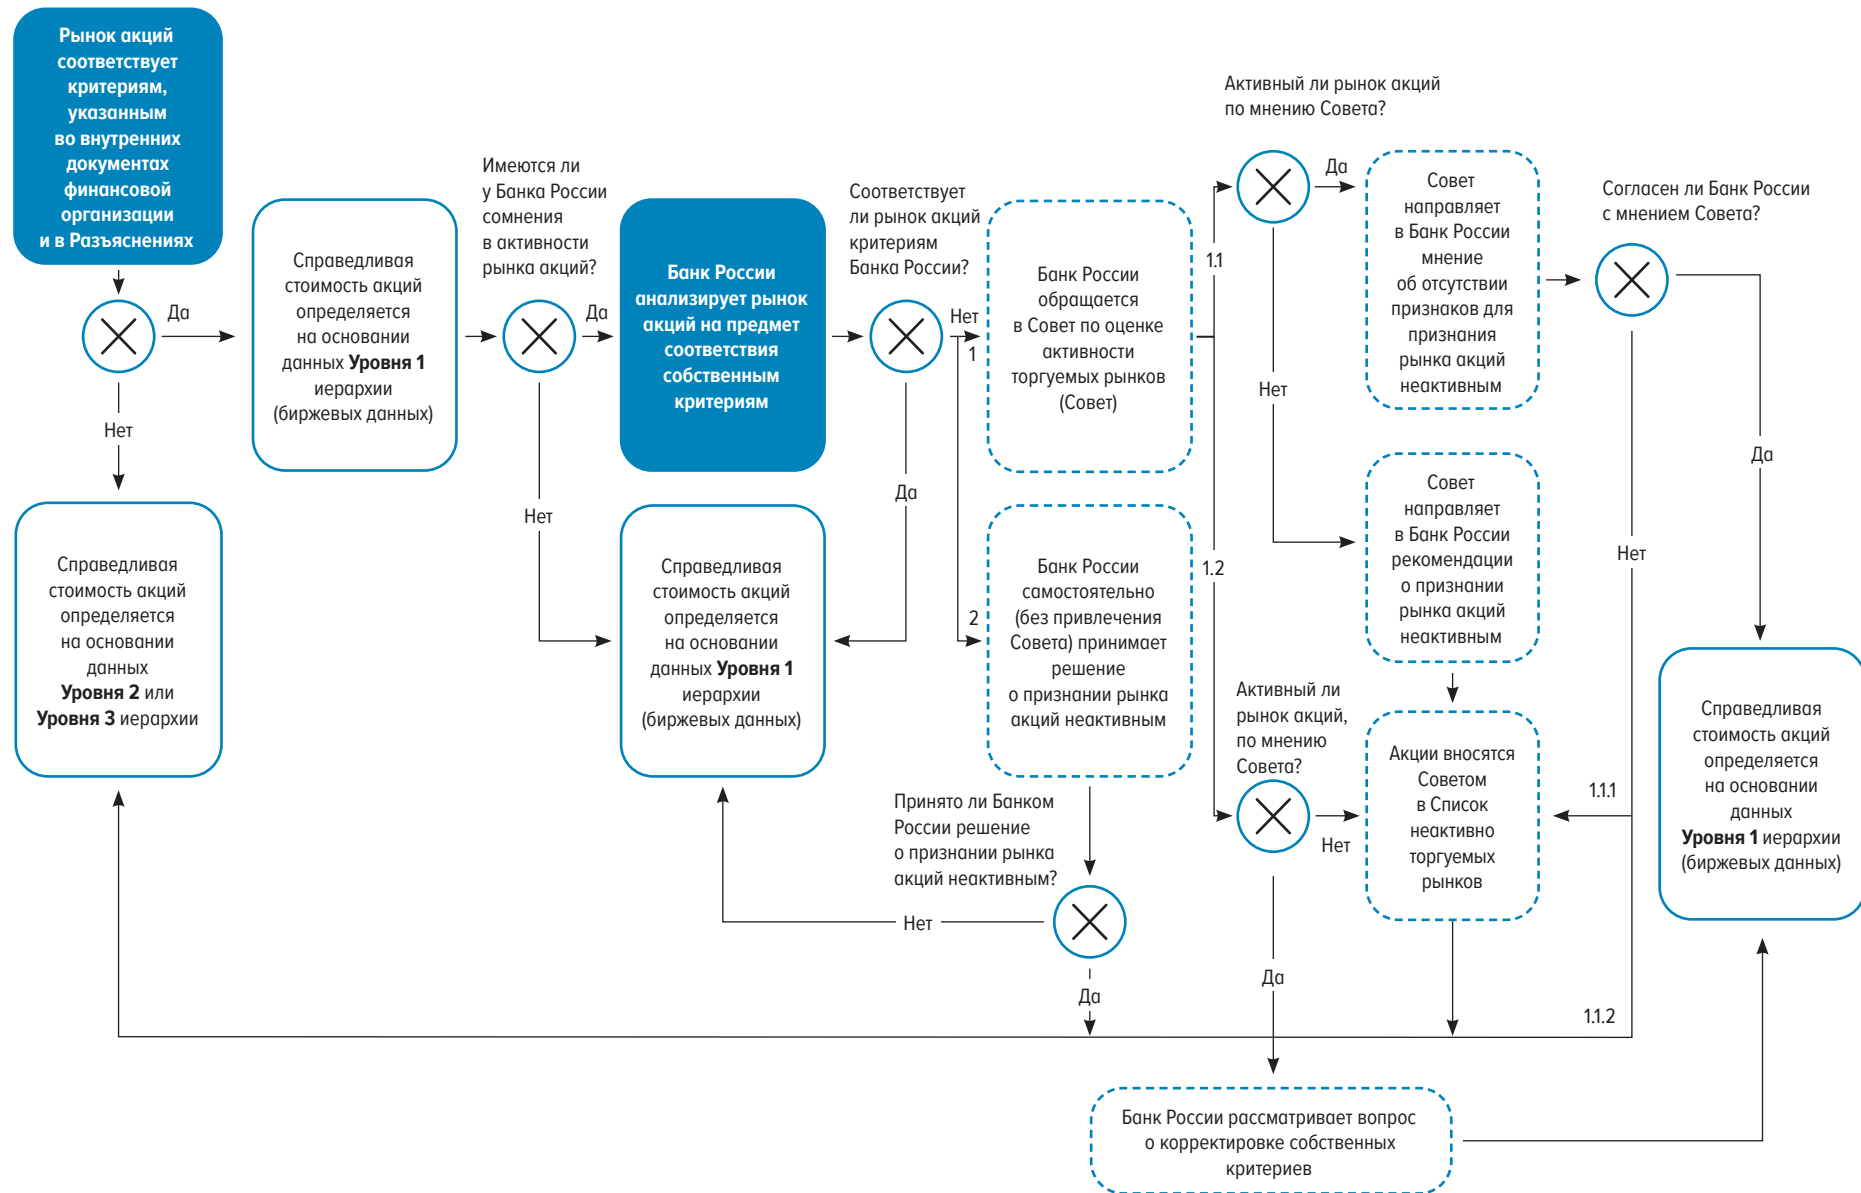 Рынок акций
соответствует
критериям,
указанным
во внутренних
документах
финансовой
организации
и в Разъяснениях
Да
Нет
Справедливая
стоимость акций
определяется
на основании
данных
Уровня 2 или
Уровня 3 иерархии
Справедливая
стоимость акций
определяется
на основании
данных Уровня 1
иерархии
(биржевых данных)
Имеются ли
у Банка России
сомнения
в активности
рынка акций?
Да
Нет
Банк России
анализирует рынок
акций на предмет
соответствия
собственным
критериям
Справедливая
стоимость акций
определяется
на основании
данных Уровня 1
иерархии
(биржевых данных)
Соответствует
ли рынок акций
критериям
Банка России?
Нет
1
Да
2
Банк России
обращается
в Совет по оценке
активности
торгуемых рынков
(Совет)
Банк России
самостоятельно
(без привлечения
Совета) принимает
решение
о признании рынка
акций неактивным
Принято ли Банком
России решение
о признании рынка
акций неактивным?
Нет
Да
1.1
1.2
Активный ли рынок акций
по мнению Совета?
Да
Нет
Совет
направляет
в Банк России
мнение
об отсутствии
признаков для
признания
рынка акций
неактивным
Совет
направляет
в Банк России
рекомендации
о признании
рынка акций
неактивным
Активный ли
рынок акций,
по мнению
Совета?
Нет
Да
Акции вносятся
Советом
в Список
неактивно
торгуемых
рынков
Согласен ли Банк России
с мнением Совета?
Да
Нет
1.1.1
1.1.2
Справедливая
стоимость акций
определяется
на основании
данных
Уровня 1 иерархии
(биржевых данных)
Банк России рассматривает вопрос
о корректировке собственных
критериев